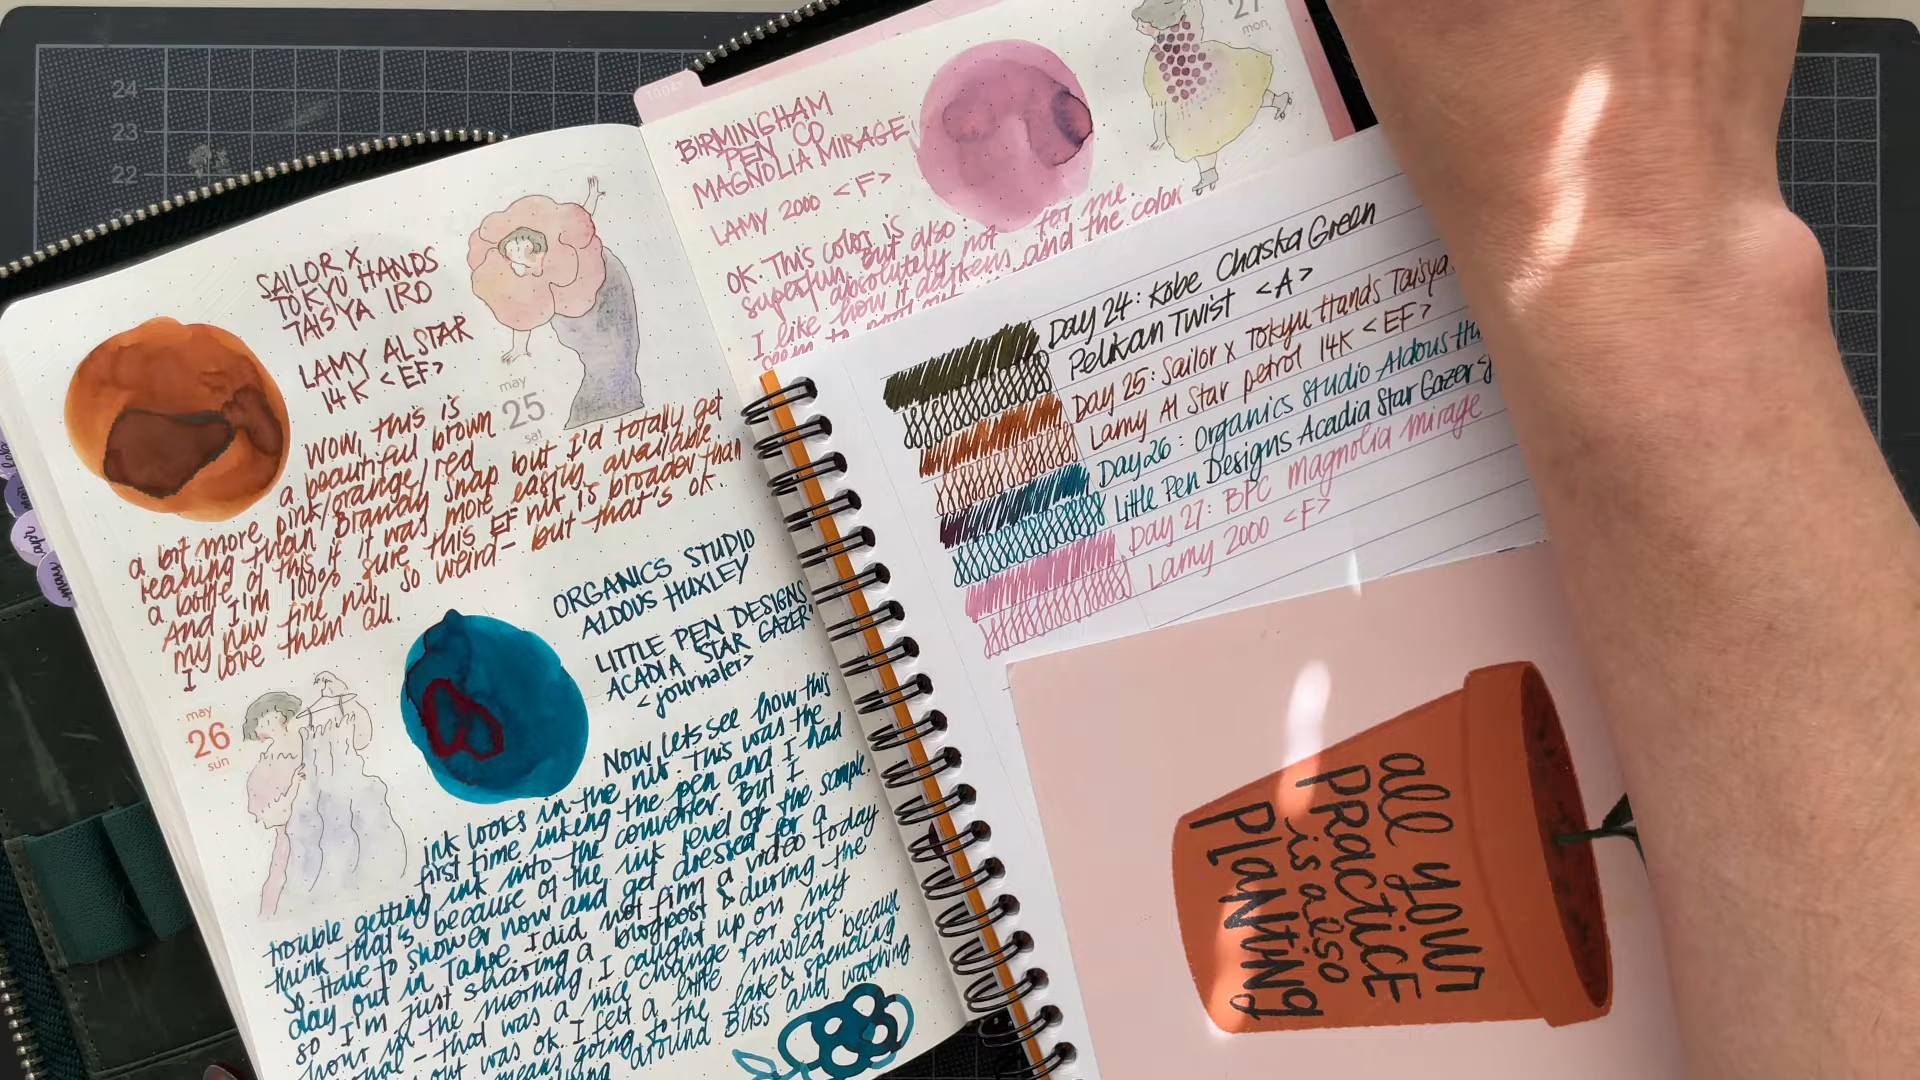 24
23
22
SAILOR X
TOKYU HANDS
TAISYA IRO
LAMY ALSTAR
14K <EF>
may
25
sat
WOW, this is
a beautiful brown
a bit more pink/orange/red
leaning than Brandy Snap but I'd totally get
a bottle of this if it was more easily available
And I'm 100% sure this EF nib is broader than
my new fine nib, so weird - but that's ok.
I love them all.
ORGANICS STUDIO
ALDOUS HUXLEY
LITTLE PEN DESIGNS
ACADIA STAR GAZER
<journaler>
may
26
sun
Now lets see how this
ink looks in the nib. This was the
first time inking the pen and I had
trouble getting ink into the converter. But I
think that's because of the ink level of the sample.
So. Have to shower now and get dressed for a
day out in Tahoe. I did not film a video today
so I'm just sharing a blogpost & during the
hour in the morning, I caught up on my
- that was a nice change for sure.
out was ok. I felt a little misled because
means going to the lake & spending
around Buss and watching
TODAY
27
mon
BIRMINGHAM
PEN CO
MAGNOLIA MIRAGE
LAMY 2000 <F>
OK. This color is
superfun. But also
absolutely not for me
I like how it darkens and the color
Day 24: Kobe Chaska Green
Pelikan Twist <A>
Day 25: Sailor x Tokyu Hands Taisya
Lamy Al Star petrol 14K <EF>
Day 26: Organics Studio Aldous Hu
Little Pen Designs Acadia Star Gazer
Day 27: BPC Magnolia Mirage
Lamy 2000 <F>
all your
PRACTICE
is also
PLANTING